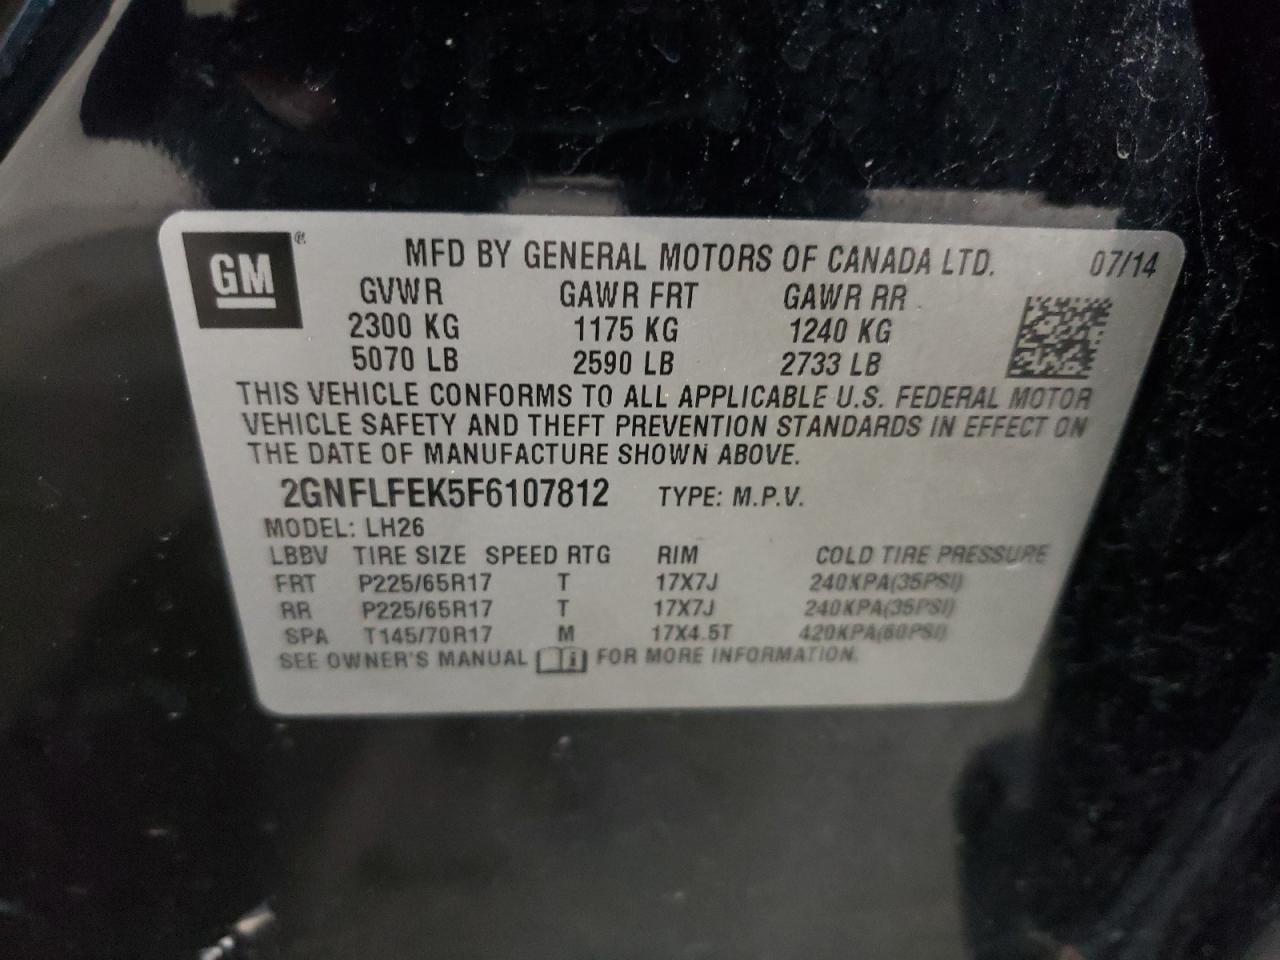 GM ® MFD BY GENERAL MOTORS OF CANADA LTD. 07/14
GVWR GAWR FRT GAWR RR
2300 KG 1175 KG 1240 KG
5070 LB 2590 LB 2733 LB
THIS VEHICLE CONFORMS TO ALL APPLICABLE U.S. FEDERAL MOTOR
VEHICLE SAFETY AND THEFT PREVENTION STANDARDS IN EFFECT ON
THE DATE OF MANUFACTURE SHOWN ABOVE.
2GNFLFEK5F6107812 TYPE: M.P.V.
MODEL: LH26
LBBV TIRE SIZE SPEED RTG RIM COLD TIRE PRESSURE
FRT P225/65R17 T 17X7J 240KPA(35PSI)
RR P225/65R17 T 17X7J 240KPA(35PSI)
SPA T145/70R17 M 17X4.5T 420KPA(60PSI)
SEE OWNER'S MANUAL FOR MORE INFORMATION.